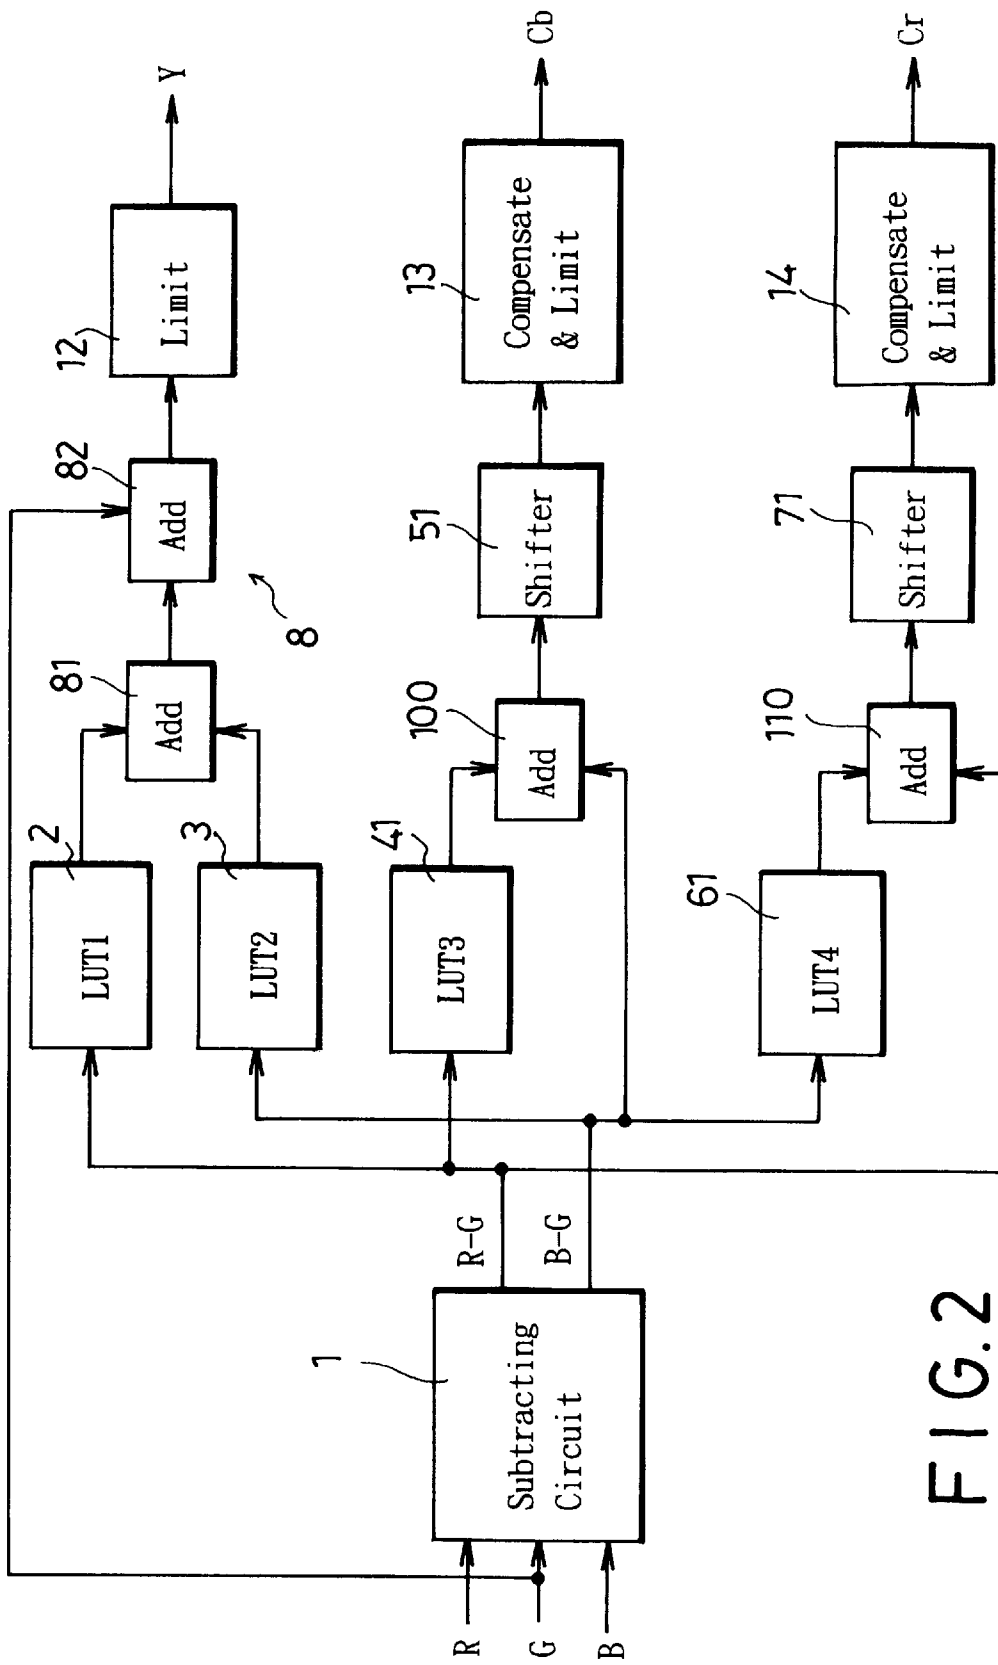 R
G
B
1
Subtracting
Circuit
R-G
B-G
2
LUT1
3
LUT2
41
LUT3
61
LUT4
81
Add
82
Add
8
12
Limit
Y
100
Add
51
Shifter
13
Compensate
& Limit
Cb
110
Add
71
Shifter
14
Compensate
& Limit
Cr
FIG.2